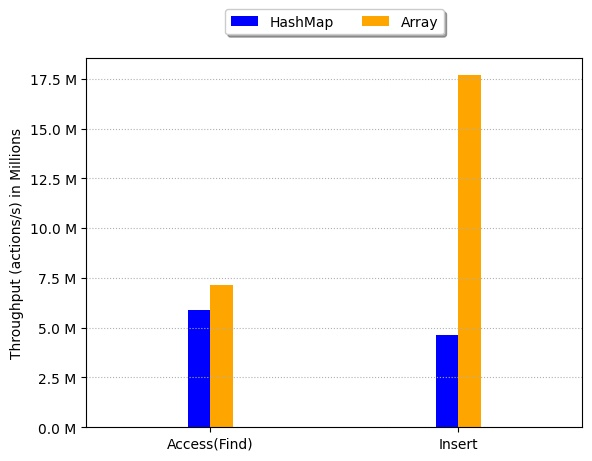 HashMap Array
Throughput (actions/s) in Millions
17.5 M
15.0 M
12.5 M
10.0 M
7.5 M
5.0 M
2.5 M
0.0 M
Access(Find) Insert